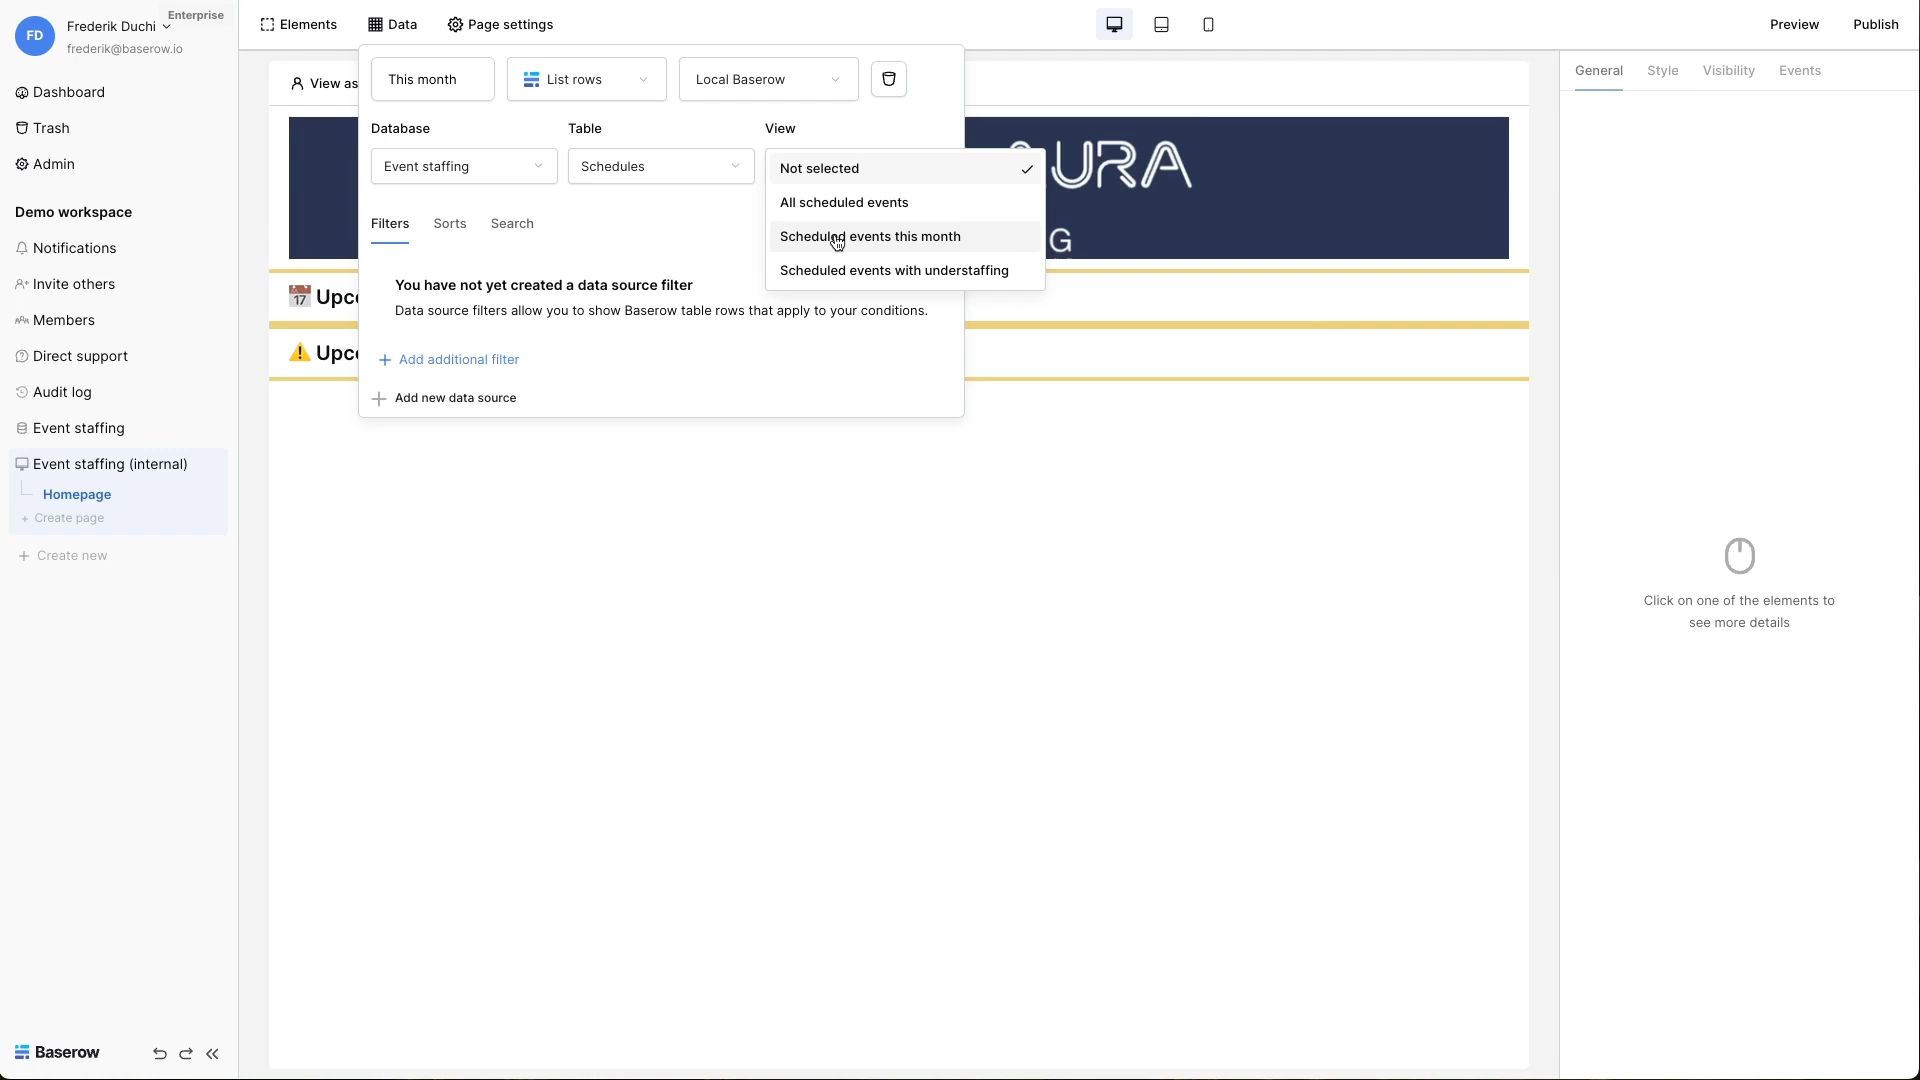 Enterprise
FD
Frederik Duchi
frederik@baserow.io
Dashboard
Trash
Admin
Demo workspace
Notifications
Invite others
Members
Direct support
Audit log
Event staffing
Event staffing (internal)
Homepage
+ Create page
+ Create new
Baserow
Elements
Data
Page settings
Preview
Publish
View as
This month
List rows
Local Baserow
Database
Table
View
Event staffing
Schedules
Not selected
All scheduled events
Scheduled events this month
Scheduled events with understaffing
Filters
Sorts
Search
You have not yet created a data source filter
Data source filters allow you to show Baserow table rows that apply to your conditions.
+ Add additional filter
+ Add new data source
URA
G
17 Upco
Upco
General
Style
Visibility
Events
Click on one of the elements to
see more details